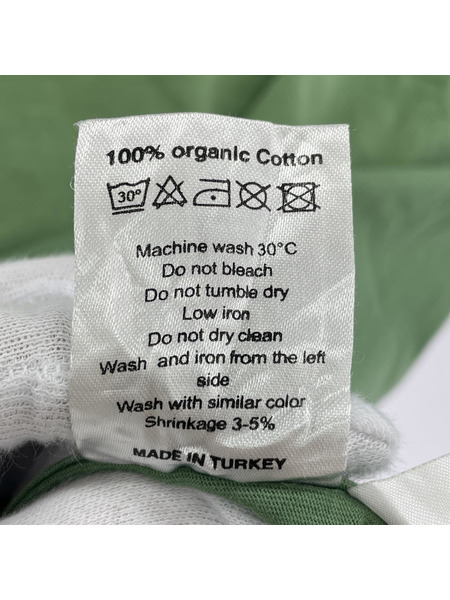 100% organic Cotton
30°
Machine wash 30°C
Do not bleach
Do not tumble dry
Low iron
Do not dry clean
Wash and iron from the left
side
Wash with similar color
Shrinkage 3-5%
MADE IN TURKEY